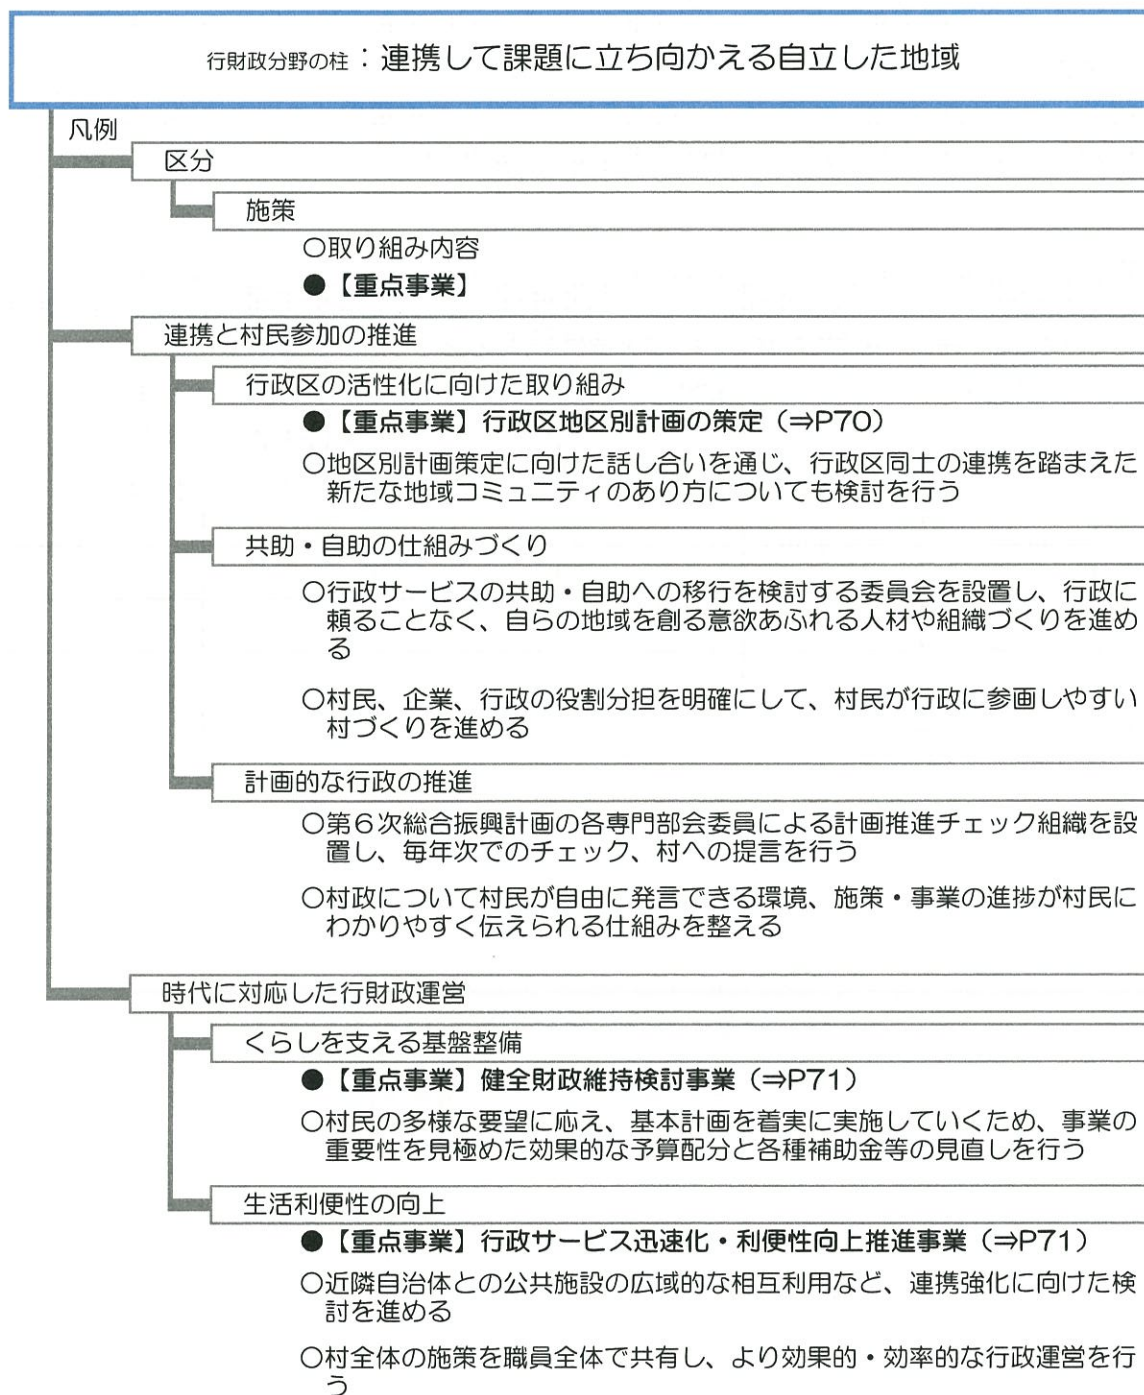 行財政分野の柱：連携して課題に立ち向かえる自立した地域
凡例
区分
施策
○取り組み内容
●【重点事業】
連携と村民参加の推進
行政区の活性化に向けた取り組み
●【重点事業】行政区地区別計画の策定（⇒P70）
○地区別計画策定に向けた話し合いを通じ、行政区同士の連携を踏まえた
新たな地域コミュニティのあり方についても検討を行う
共助・自助の仕組みづくり
○行政サービスの共助・自助への移行を検討する委員会を設置し、行政に
頼ることなく、自らの地域を創る意欲あふれる人材や組織づくりを進め
る
○村民、企業、行政の役割分担を明確にして、村民が行政に参画しやすい
村づくりを進める
計画的な行政の推進
○第６次総合振興計画の各専門部会委員による計画推進チェック組織を設
置し、毎年次でのチェック、村への提言を行う
○村政について村民が自由に発言できる環境、施策・事業の進捗が村民に
わかりやすく伝えられる仕組みを整える
時代に対応した行財政運営
くらしを支える基盤整備
●【重点事業】健全財政維持検討事業（⇒P71）
○村民の多様な要望に応え、基本計画を着実に実施していくため、事業の
重要性を見極めた効果的な予算配分と各種補助金等の見直しを行う
生活利便性の向上
●【重点事業】行政サービス迅速化・利便性向上推進事業（⇒P71）
○近隣自治体との公共施設の広域的な相互利用など、連携強化に向けた検
討を進める
○村全体の施策を職員全体で共有し、より効果的・効率的な行政運営を行
う